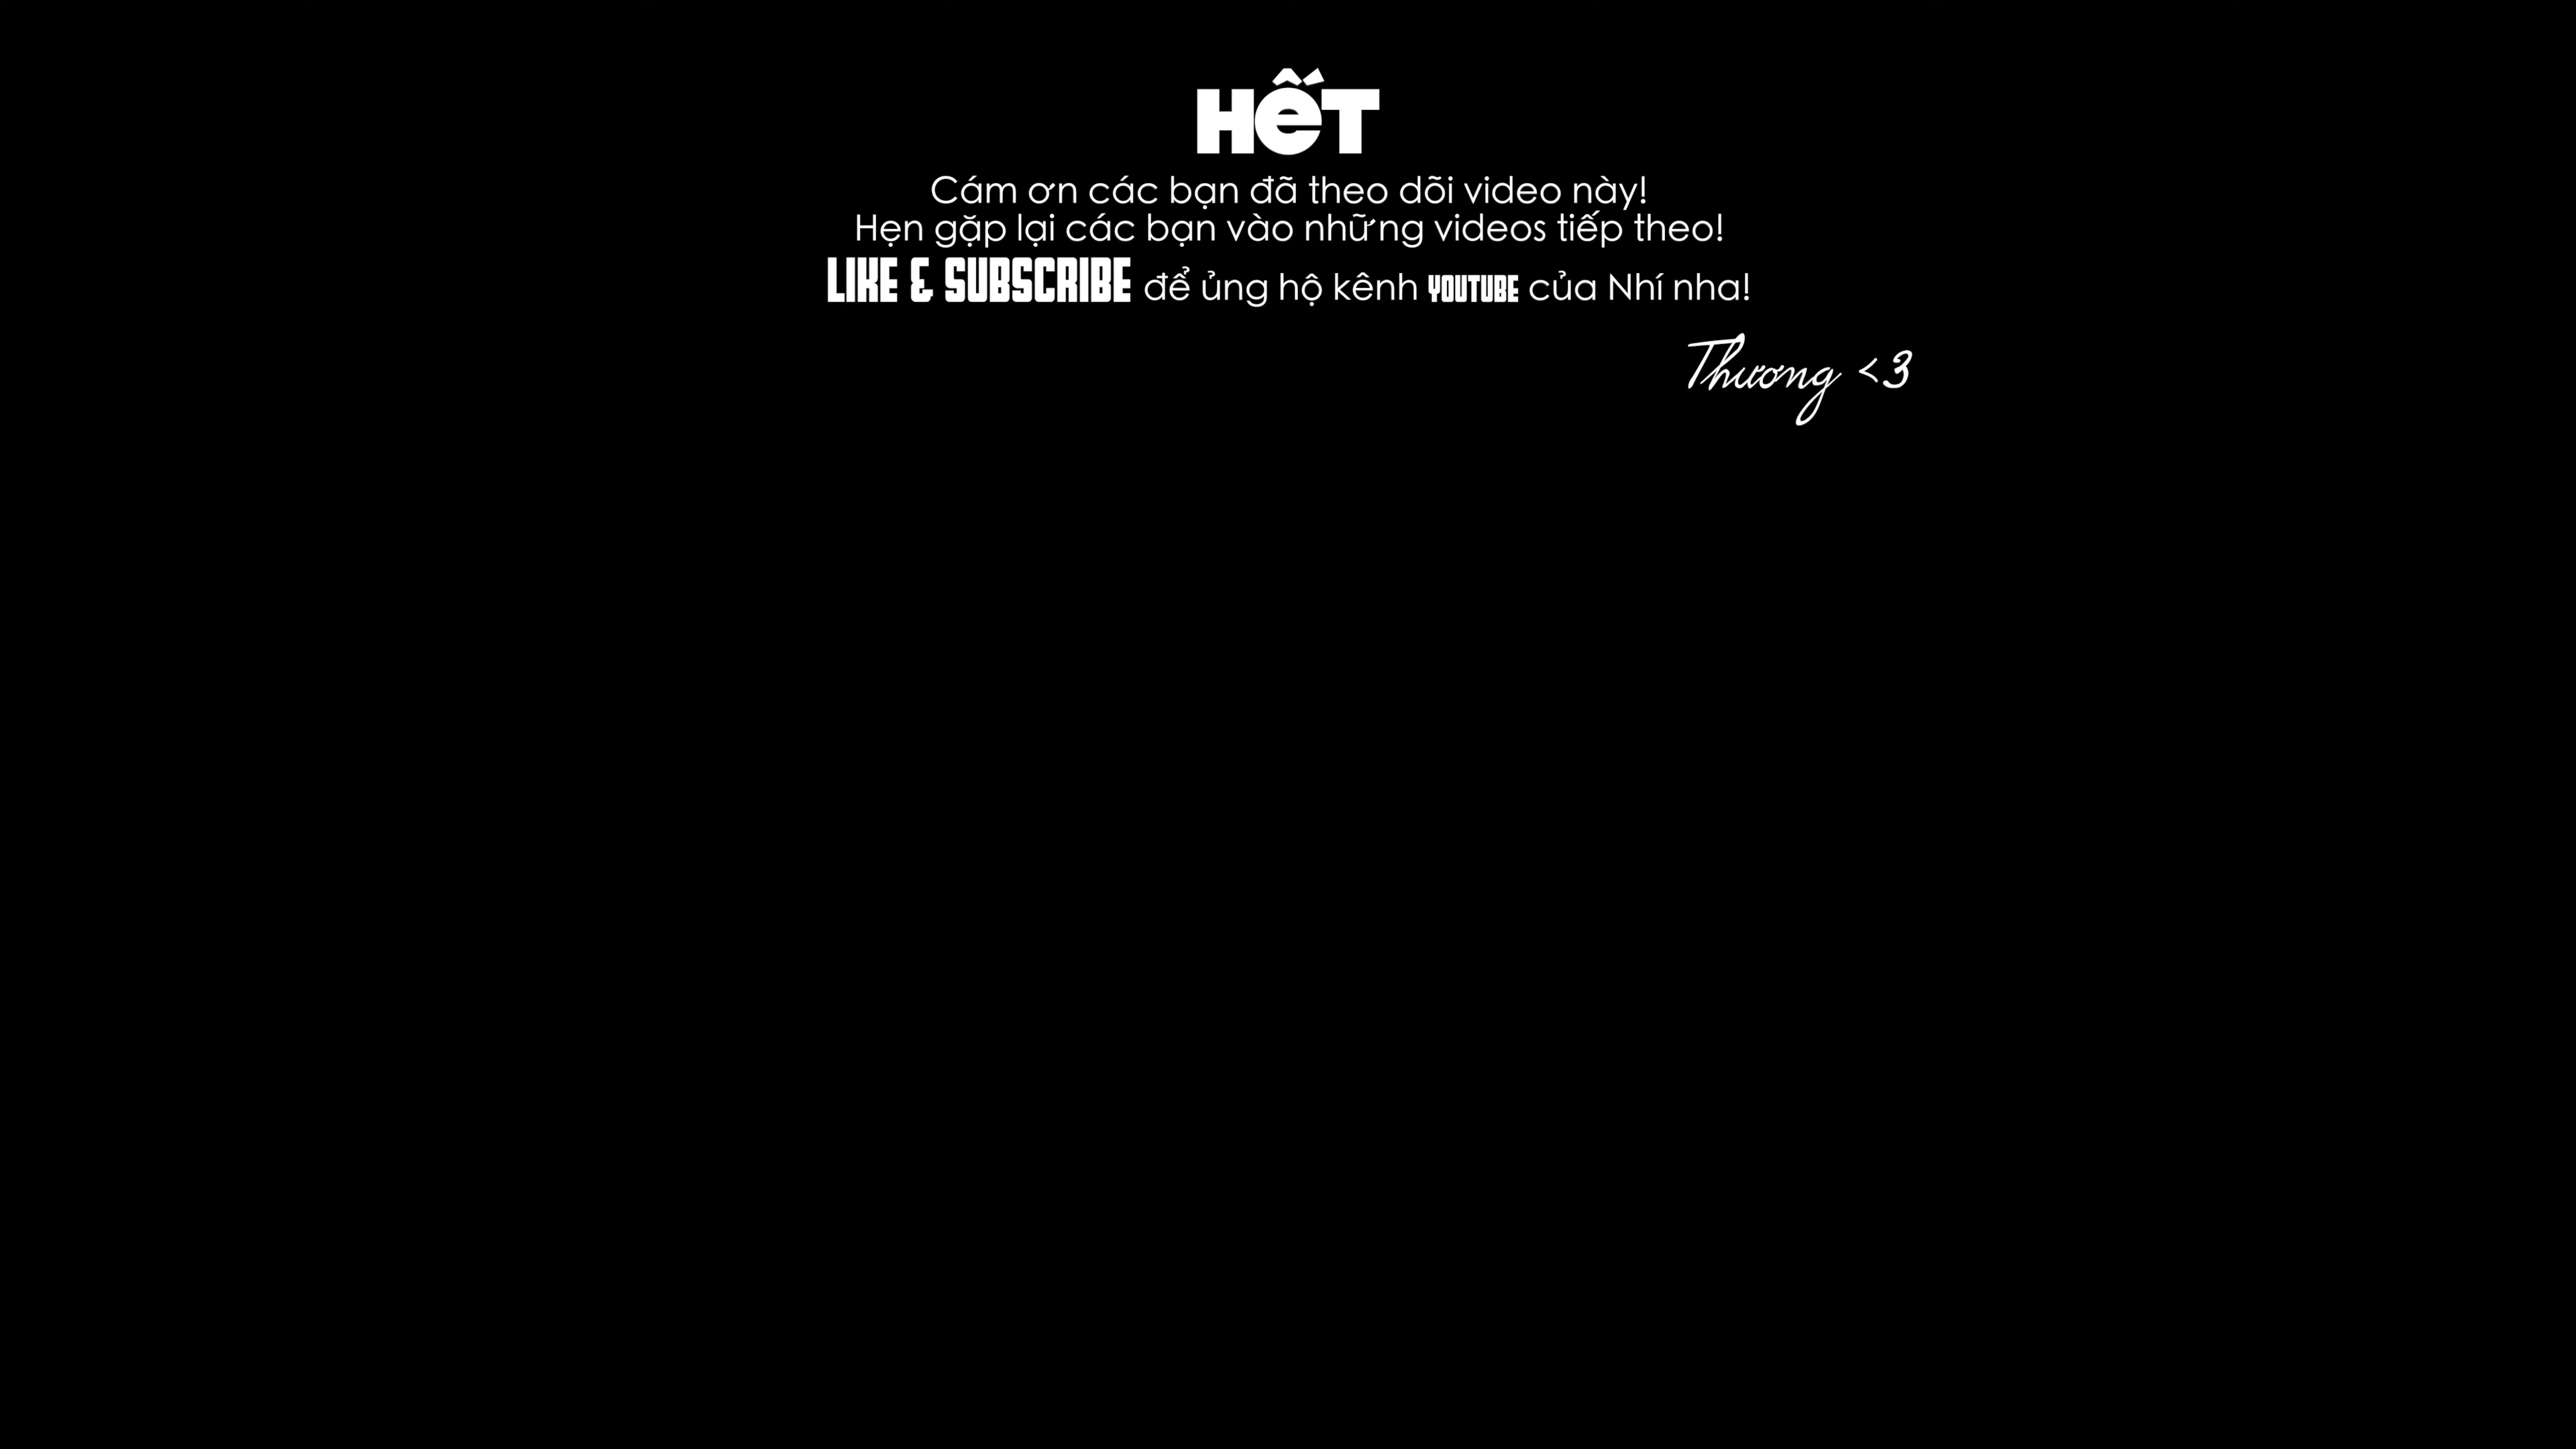 HếT
Cám ơn các bạn đã theo dõi video này!
Hẹn gặp lại các bạn vào những videos tiếp theo!
LIKE & SUBSCRIBE để ủng hộ kênh YOUTUBE của Nhí nha!
Thương <3